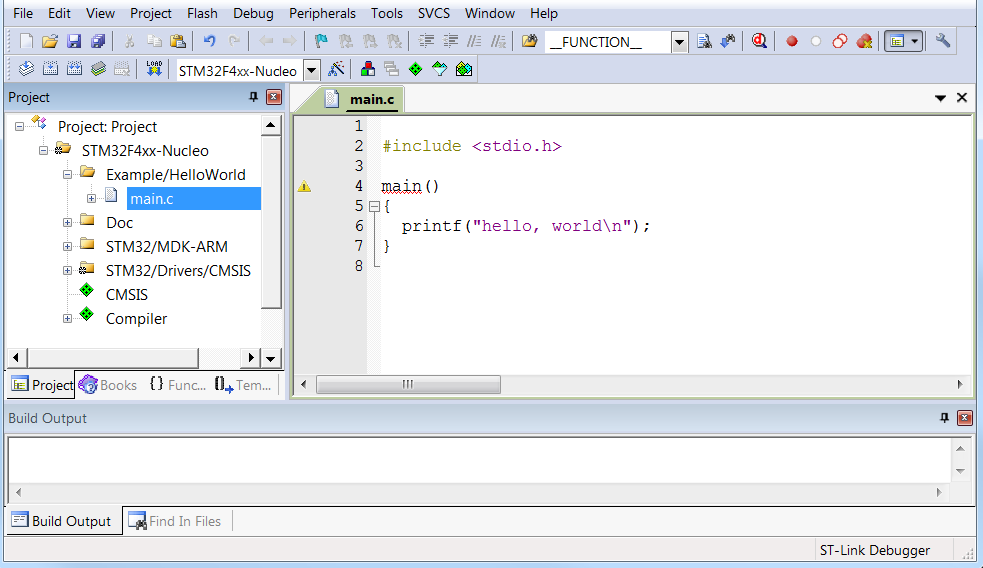 File Edit View Project Flash Debug Peripherals Tools SVCS Window Help
__FUNCTION__
LOAD
STM32F4xx-Nucleo
Project
main.c
Project: Project
STM32F4xx-Nucleo
Example/HelloWorld
main.c
Doc
STM32/MDK-ARM
STM32/Drivers/CMSIS
CMSIS
Compiler
1
2 #include <stdio.h>
3
4 main()
5 {
6 printf("hello, world\n");
7 }
8
Project Books {} Func... Tem...
Build Output
Build Output Find In Files
ST-Link Debugger